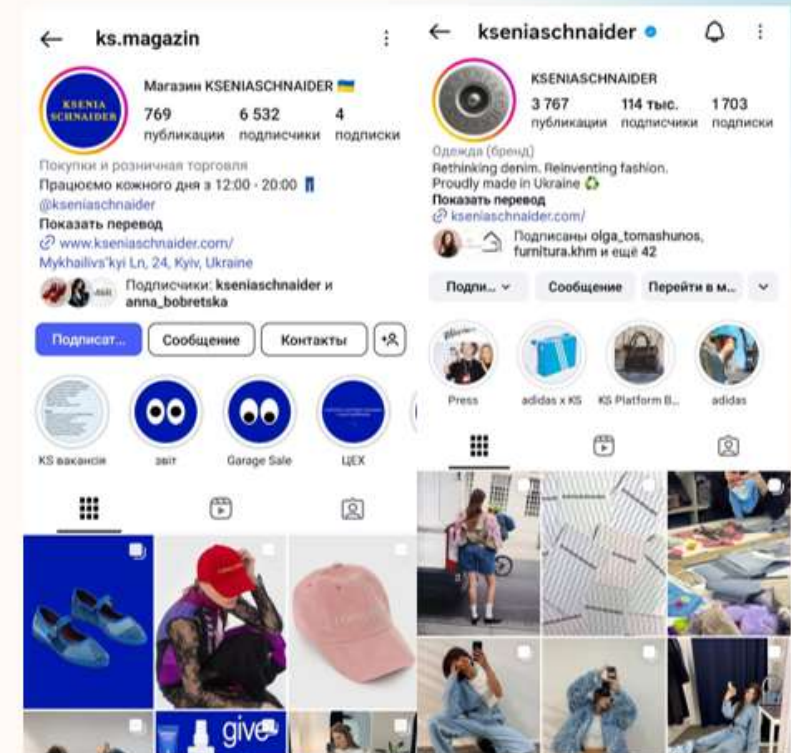 ks.magazin
KSENIA
SCHNAIDER
Магазин KSENIASCHNAIDER 🇺🇦
769 6 532 4
публикации подписчики подписки
Покупки и розничная торговля
Працюємо кожного дня з 12:00 - 20:00 👖
@kseniaschnaider
Показать перевод
www.kseniaschnaider.com/
Mykhailivs'kyi Ln, 24, Kyiv, Ukraine
Подписчики: kseniaschnaider и
anna_bobretska
Подписат... Сообщение Контакты
KS вакансія звіт Garage Sale ЦЕХ
give
kseniaschnaider
KSENIASCHNAIDER
3 767 114 тыс. 1 703
публикации подписчики подписки
Одежда (бренд)
Rethinking denim. Reinventing fashion.
Proudly made in Ukraine ♻️
Показать перевод
kseniaschnaider.com/
Подписаны olga_tomashunos,
furnitura.khm и ещё 42
Подпи... Сообщение Перейти в м...
Press adidas x KS KS Platform B... adidas